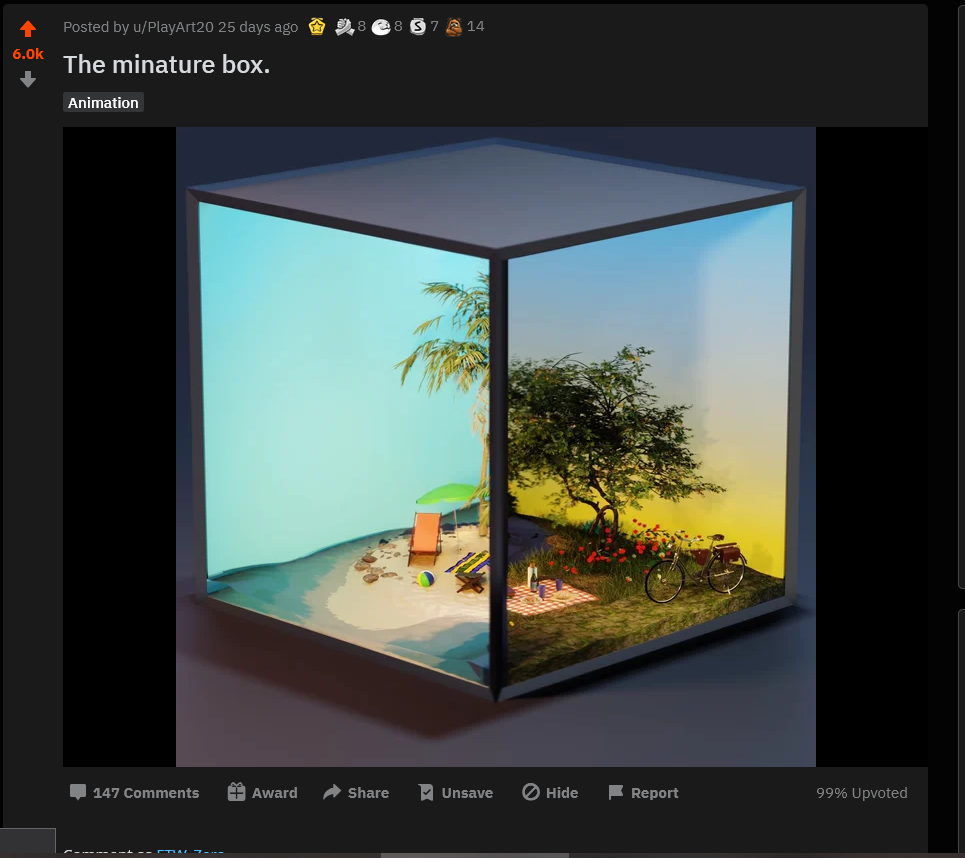 Posted by u/PlayArt20 25 days ago 8 8 S 7 14
6.0k
The minature box.
Animation
147 Comments Award Share Unsave Hide Report 99% Upvoted
Comment as